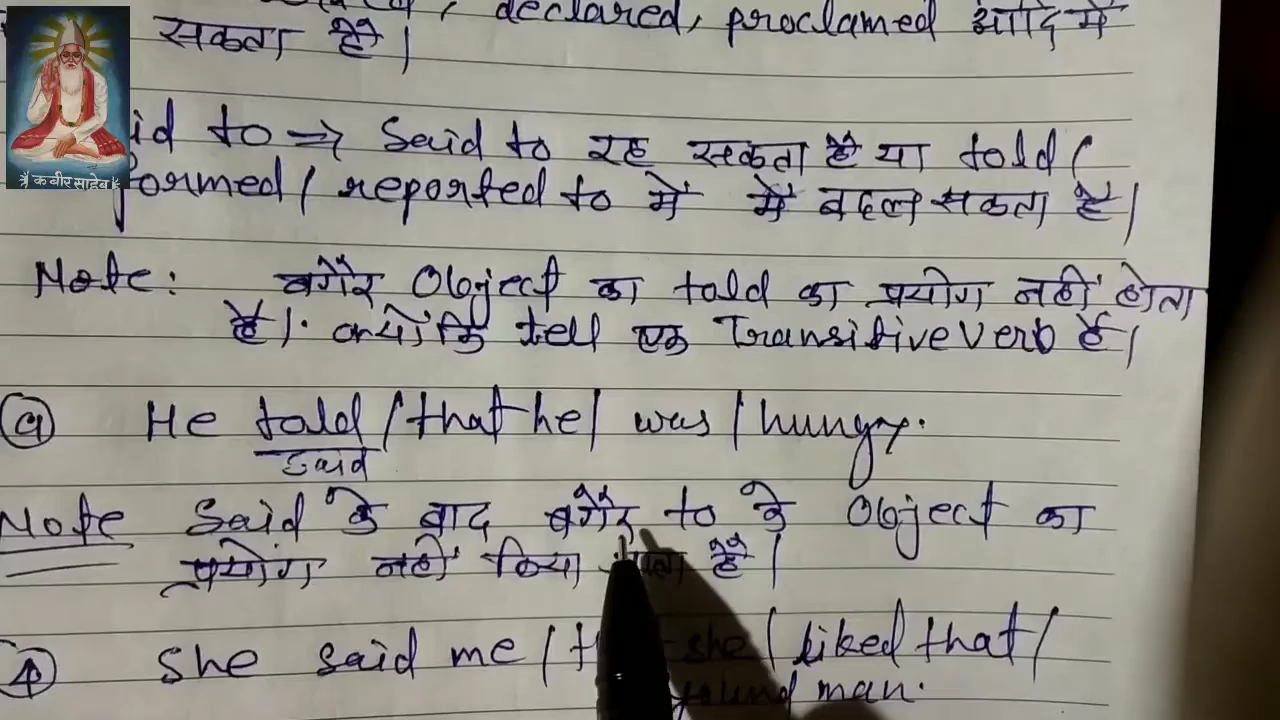 declared, proclamed आदि में
सकता है।
id to ⇒ Said to रह सकता है या told /
formed / reported to में में बदल सकता है।
श्री कबीर साहेब
Note: बगैर Object का told का प्रयोग नहीं होता
है। क्योंकि tell एक Transitive Verb है।
He told / that he / was / hungry.
said
Note Said के बाद बगैर to के Object का
प्रयोग नहीं किया है।
④ She said me / she / liked that /
young man.